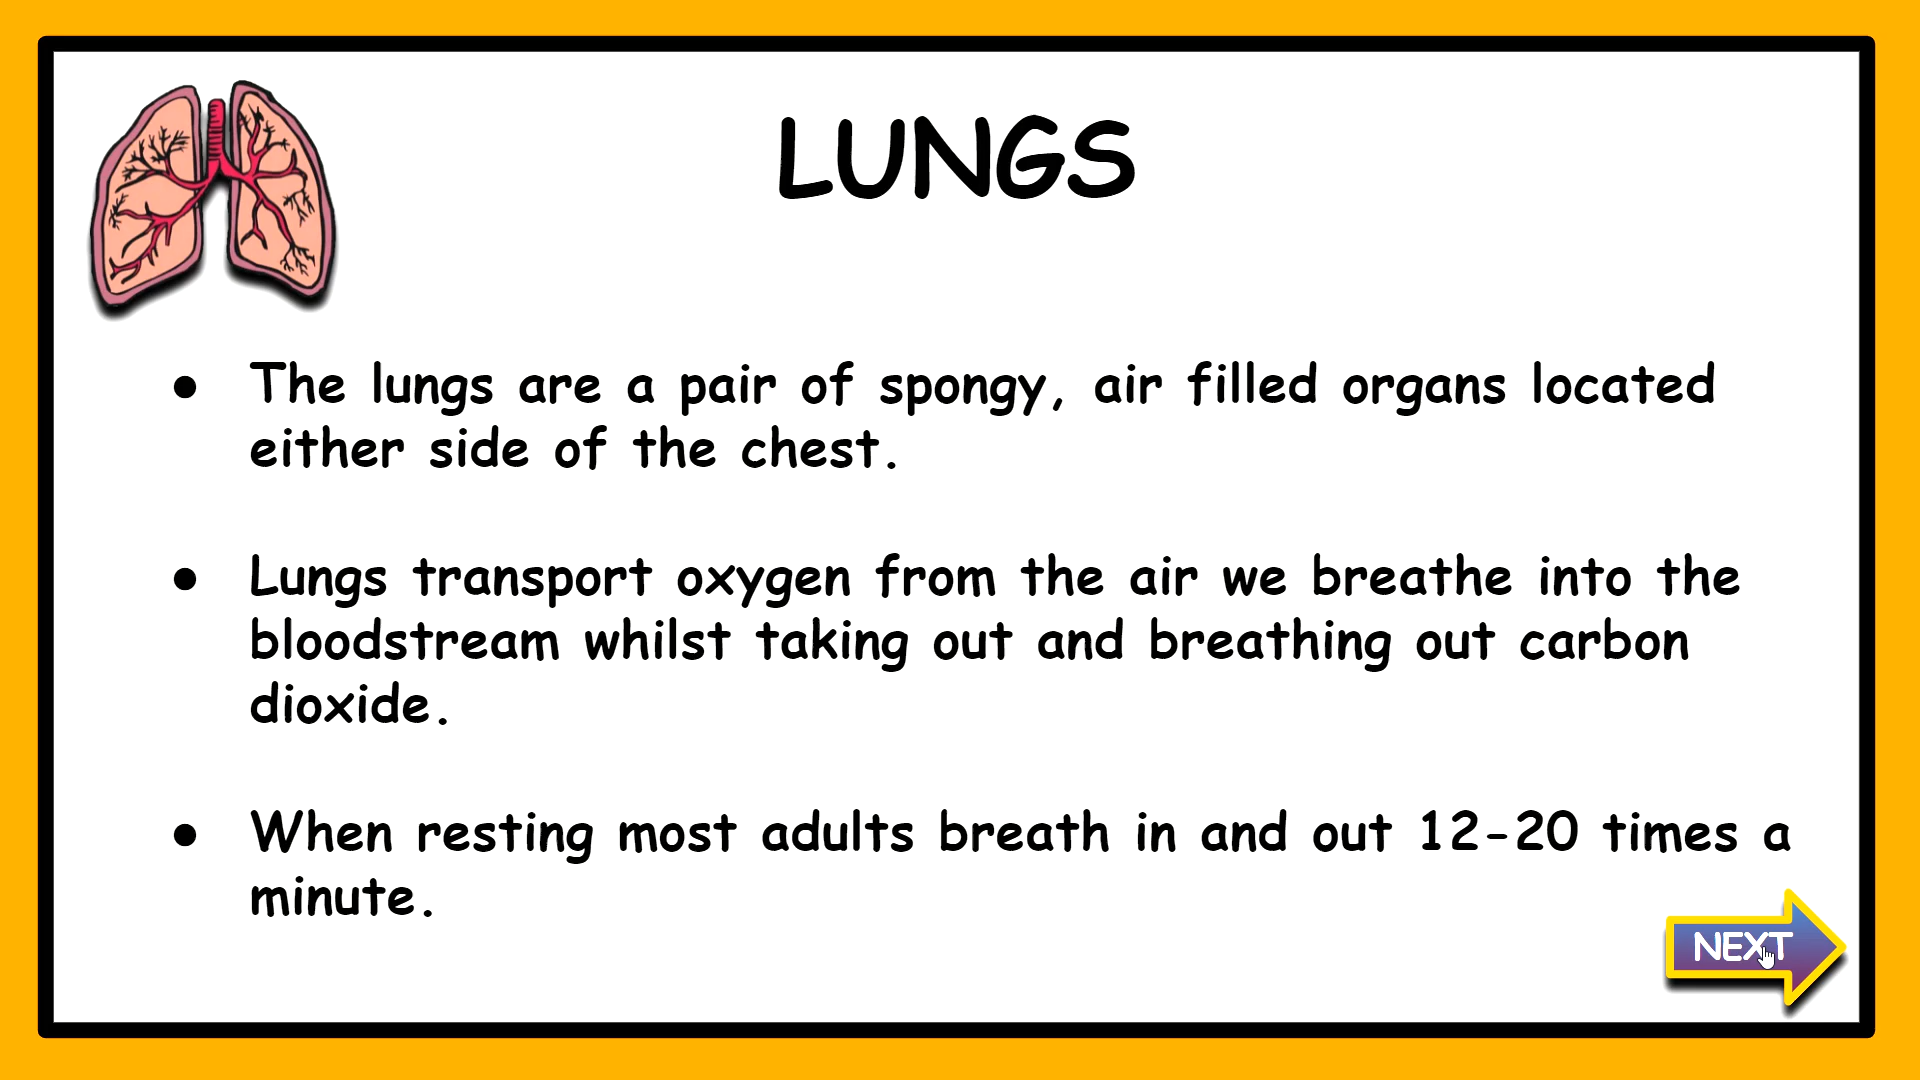 LUNGS
● The lungs are a pair of spongy, air filled organs located
either side of the chest.
● Lungs transport oxygen from the air we breathe into the
bloodstream whilst taking out and breathing out carbon
dioxide.
● When resting most adults breath in and out 12-20 times a
minute.
NEXT